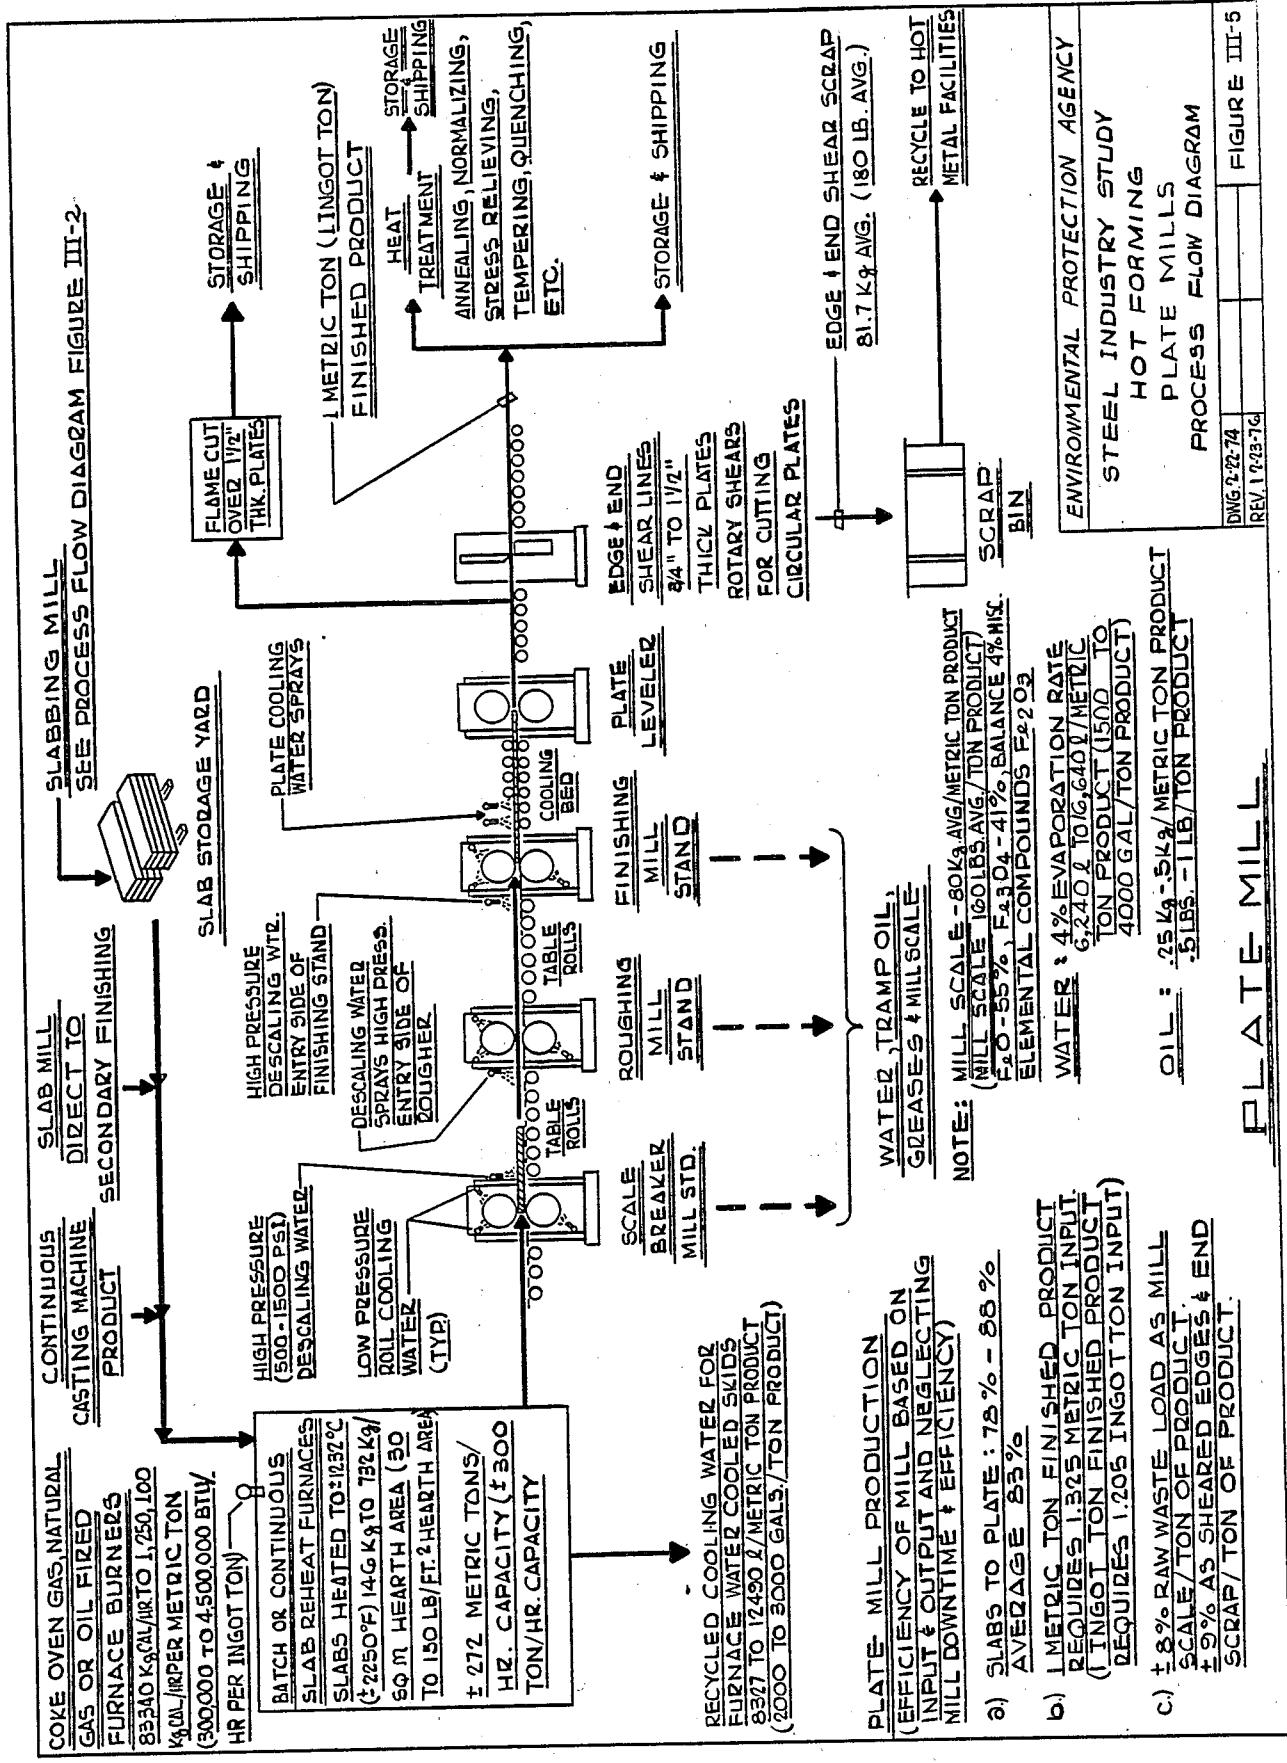 COKE OVEN GAS, NATURAL
GAS OR OIL FIRED
FURNACE BURNERS
83340 KgCAL/HR TO 1,250,100
KgCAL/HR PER METRIC TON
(300,000 TO 4,500,000 BTU/
HR PER INGOT TON)
CONTINUOUS
CASTING MACHINE
PRODUCT
SLAB MILL
DIRECT TO
SECONDARY FINISHING
SLABBING MILL
SEE PROCESS FLOW DIAGRAM FIGURE III-2
SLAB STORAGE YARD
BATCH OR CONTINUOUS
SLAB REHEAT FURNACES
SLABS HEATED TO ±1232°C
(±2250°F) 146 Kg TO 732 Kg/
SQ M HEARTH AREA (30
TO 150 LB/FT.² HEARTH AREA)
± 272 METRIC TONS/
HR. CAPACITY (± 300
TON/HR. CAPACITY
HIGH PRESSURE
(500-1500 PSI)
DESCALING WATER
LOW PRESSURE
ROLL COOLING
WATER
(TYP.)
HIGH PRESSURE
DESCALING WTR.
ENTRY SIDE OF
FINISHING STAND
DESCALING WATER
SPRAYS HIGH PRESS.
ENTRY SIDE OF
ROUGHER
PLATE COOLING
WATER SPRAYS
FLAME CUT
OVER 1 1/2"
THK. PLATES
STORAGE &
SHIPPING
1 METRIC TON (1 INGOT TON)
FINISHED PRODUCT
HEAT
TREATMENT
STORAGE
&
SHIPPING
ANNEALING, NORMALIZING,
STRESS RELIEVING,
TEMPERING, QUENCHING,
ETC.
STORAGE & SHIPPING
TABLE
ROLLS
TABLE
ROLLS
COOLING
BED
SCALE
BREAKER
MILL STD.
ROUGHING
MILL
STAND
FINISHING
MILL
STAND
PLATE
LEVELER
EDGE & END
SHEAR LINES
3/4" TO 1 1/2"
THICK PLATES
ROTARY SHEARS
FOR CUTTING
CIRCULAR PLATES
EDGE & END SHEAR SCRAP
81.7 Kg AVG. (180 LB. AVG.)
SCRAP
BIN
RECYCLE TO HOT
METAL FACILITIES
WATER, TRAMP OIL,
GREASES & MILL SCALE
RECYCLED COOLING WATER FOR
FURNACE WATER COOLED SKIDS
8327 TO 12490 ℓ/METRIC TON PRODUCT
(2000 TO 3000 GALS./TON PRODUCT)
PLATE MILL PRODUCTION
(EFFICIENCY OF MILL BASED ON
INPUT & OUTPUT AND NEGLECTING
MILL DOWNTIME & EFFICIENCY)
a.) SLABS TO PLATE: 78% - 88%
AVERAGE 83%
b.) 1 METRIC TON FINISHED PRODUCT
REQUIRES 1.325 METRIC TON INPUT.
(1 INGOT TON FINISHED PRODUCT
REQUIRES 1.205 INGOT TON INPUT)
c.) ± 8% RAW WASTE LOAD AS MILL
SCALE/TON OF PRODUCT.
± 9% AS SHEARED EDGES & END
SCRAP/TON OF PRODUCT.
NOTE: MILL SCALE - 80Kg AVG/METRIC TON PRODUCT
(MILL SCALE 160 LBS. AVG./TON PRODUCT)
FeO-55%, Fe3O4-41%, BALANCE 4% MISC.
ELEMENTAL COMPOUNDS Fe2O3
WATER: 4% EVAPORATION RATE
6,240 ℓ TO 16,640 ℓ/METRIC
TON PRODUCT (1500 TO
4000 GAL/TON PRODUCT)
OIL: .25 Kg-.5Kg/METRIC TON PRODUCT
.5 LBS. - 1 LB/TON PRODUCT
PLATE MILL
ENVIRONMENTAL PROTECTION AGENCY
STEEL INDUSTRY STUDY
HOT FORMING
PLATE MILLS
PROCESS FLOW DIAGRAM
DWG. 2-22-74
REV. 1 2-23-76
FIGURE III-5